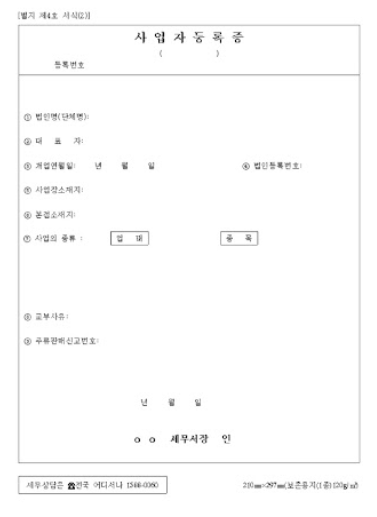 [별지 제4호 서식(2)]
사 업 자 등 록 증
( )
등록번호
① 법인명(단체명):
② 대 표 자:
③ 개업연월일: 년 월 일 ④ 법인등록번호:
⑤ 사업장소재지:
⑥ 본점소재지:
⑦ 사업의 종류 : 업 태 종 목
⑧ 교부사유:
⑨ 주류판매신고번호:
년 월 일
o o 세무서장 인
세무상담은 ☎전국 어디서나 1588-0060
210㎜×297㎜(보존용지(1종)120g/㎡)